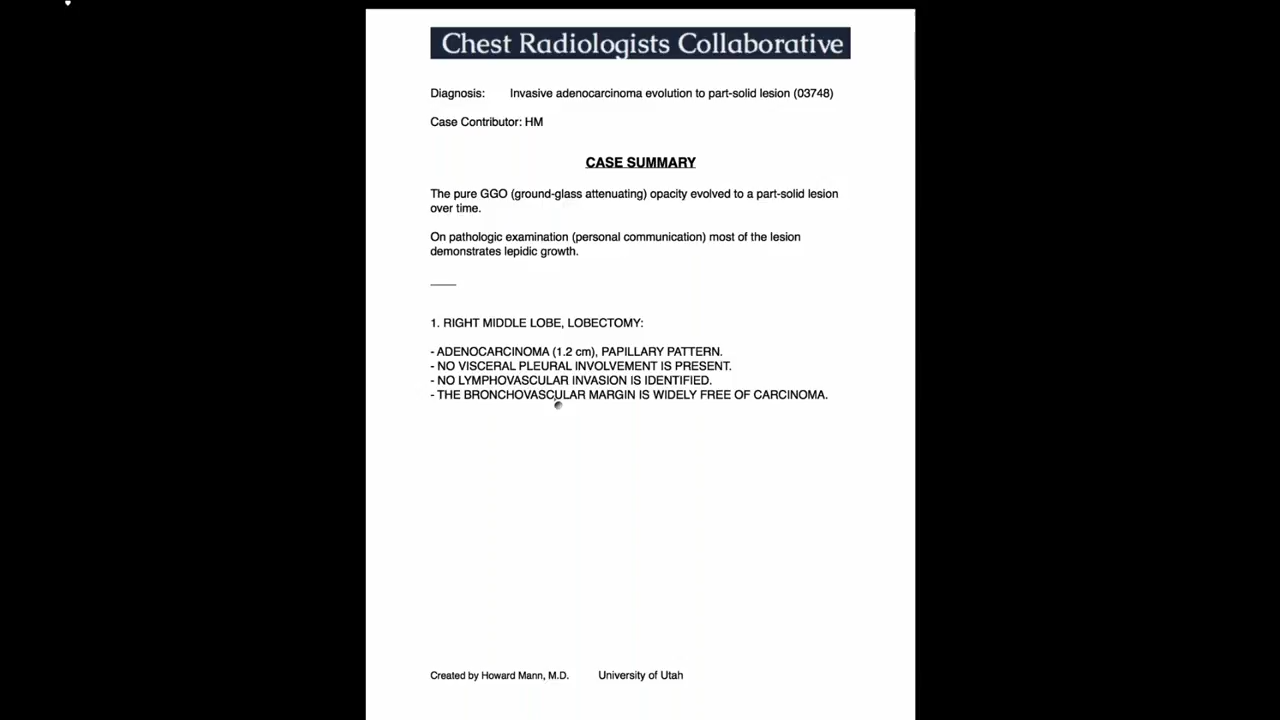 Chest Radiologists Collaborative
Diagnosis: Invasive adenocarcinoma evolution to part-solid lesion (03748)
Case Contributor: HM
CASE SUMMARY
The pure GGO (ground-glass attenuating) opacity evolved to a part-solid lesion
over time.
On pathologic examination (personal communication) most of the lesion
demonstrates lepidic growth.
1. RIGHT MIDDLE LOBE, LOBECTOMY:
- ADENOCARCINOMA (1.2 cm), PAPILLARY PATTERN.
- NO VISCERAL PLEURAL INVOLVEMENT IS PRESENT.
- NO LYMPHOVASCULAR INVASION IS IDENTIFIED.
- THE BRONCHOVASCULAR MARGIN IS WIDELY FREE OF CARCINOMA.
Created by Howard Mann, M.D. University of Utah